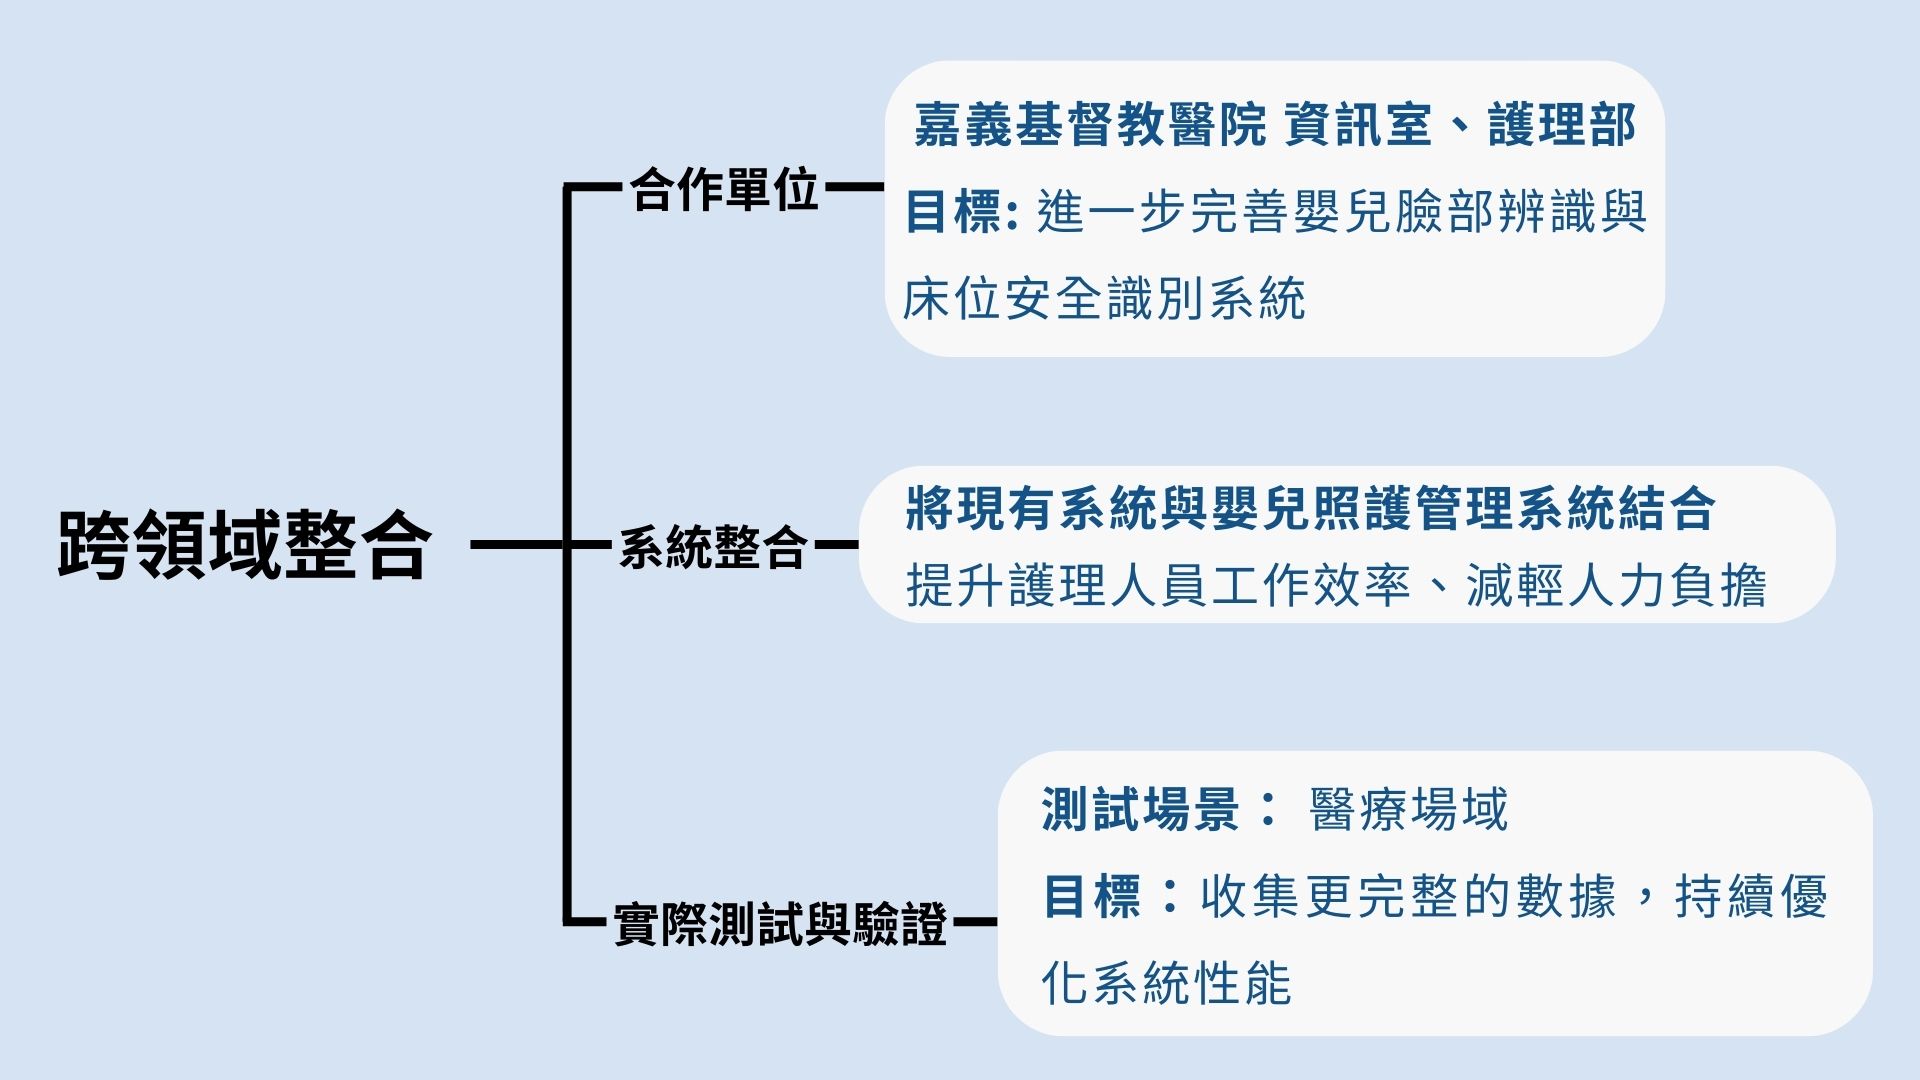 跨領域整合
合作單位
嘉義基督教醫院 資訊室、護理部
目標: 進一步完善嬰兒臉部辨識與
床位安全識別系統
系統整合
將現有系統與嬰兒照護管理系統結合
提升護理人員工作效率、減輕人力負擔
實際測試與驗證
測試場景： 醫療場域
目標：收集更完整的數據，持續優
化系統性能